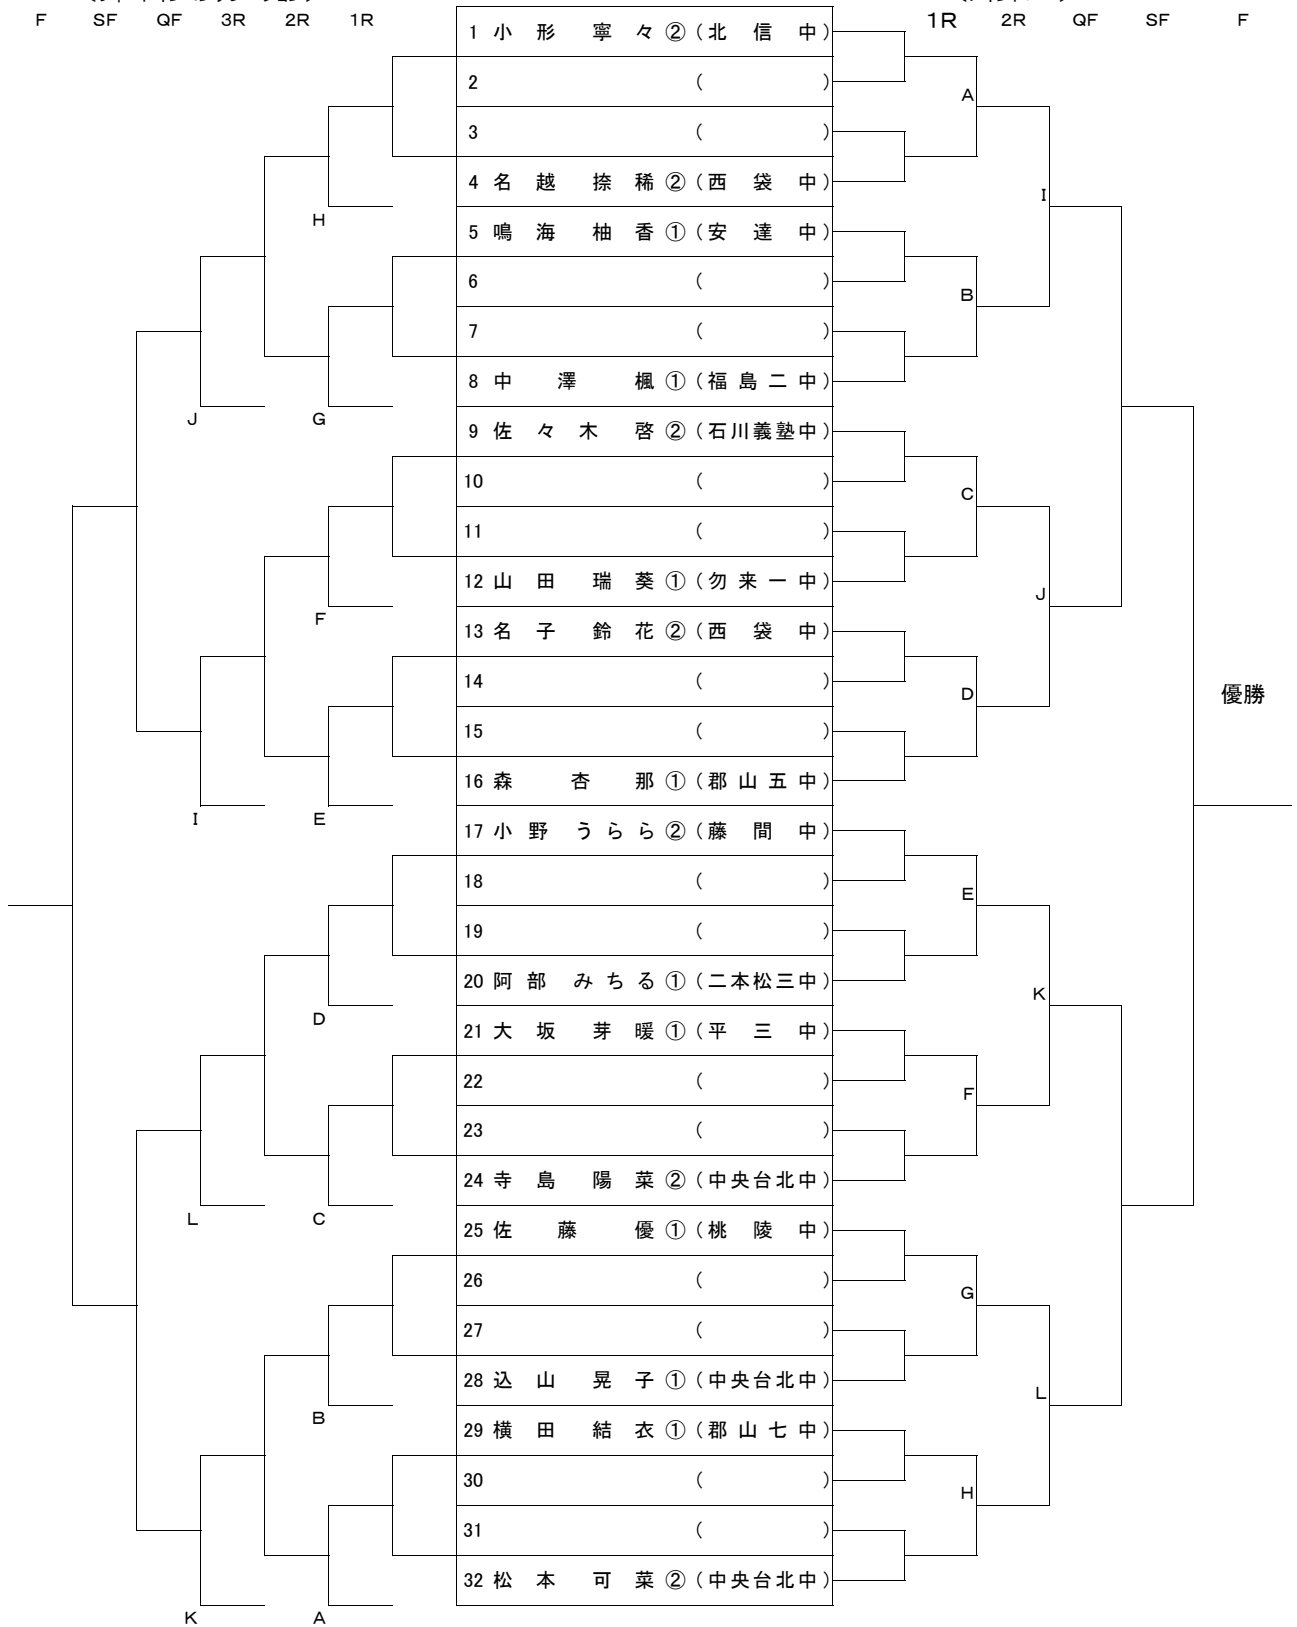 F SF QF 3R 2R 1R 1R 2R QF SF F
1 小形 寧々 ② (北信中)
2 ( )
A
3 ( )
4 名越 捺稀 ② (西袋中)
I
H
5 鳴海 柚香 ① (安達中)
6 ( )
B
7 ( )
8 中澤 楓 ① (福島二中)
J G
9 佐々木 啓 ② (石川義塾中)
10 ( )
C
11 ( )
12 山田 瑞葵 ① (勿来一中)
J
F
13 名子 鈴花 ② (西袋中)
14 ( )
D 優勝
15 ( )
16 森 杏那 ① (郡山五中)
I E
17 小野 うらら ② (藤間中)
18 ( )
E
19 ( )
20 阿部 みちる ① (二本松三中)
K
D
21 大坂 芽暖 ① (平三中)
22 ( )
F
23 ( )
24 寺島 陽菜 ② (中央台北中)
L C
25 佐藤 優 ① (桃陵中)
26 ( )
G
27 ( )
28 込山 晃子 ① (中央台北中)
L
B
29 横田 結衣 ① (郡山七中)
30 ( )
H
31 ( )
32 松本 可菜 ② (中央台北中)
K A